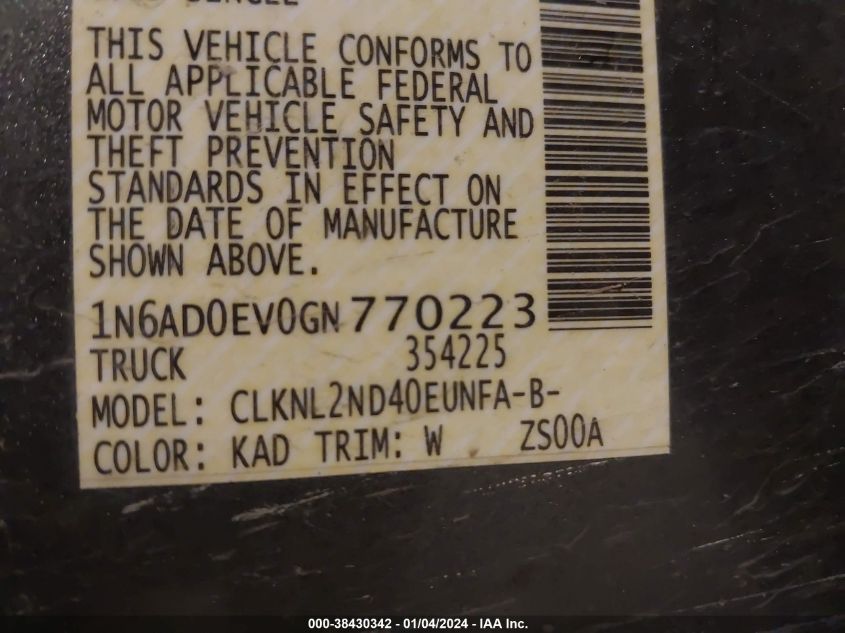 THIS VEHICLE CONFORMS TO
ALL APPLICABLE FEDERAL
MOTOR VEHICLE SAFETY AND
THEFT PREVENTION
STANDARDS IN EFFECT ON
THE DATE OF MANUFACTURE
SHOWN ABOVE.
1N6AD0EV0GN770223
TRUCK 354225
MODEL: CLKNL2ND40EUNFA-B-
COLOR: KAD TRIM: W ZS00A
000-38430342 - 01/04/2024 - IAA Inc.